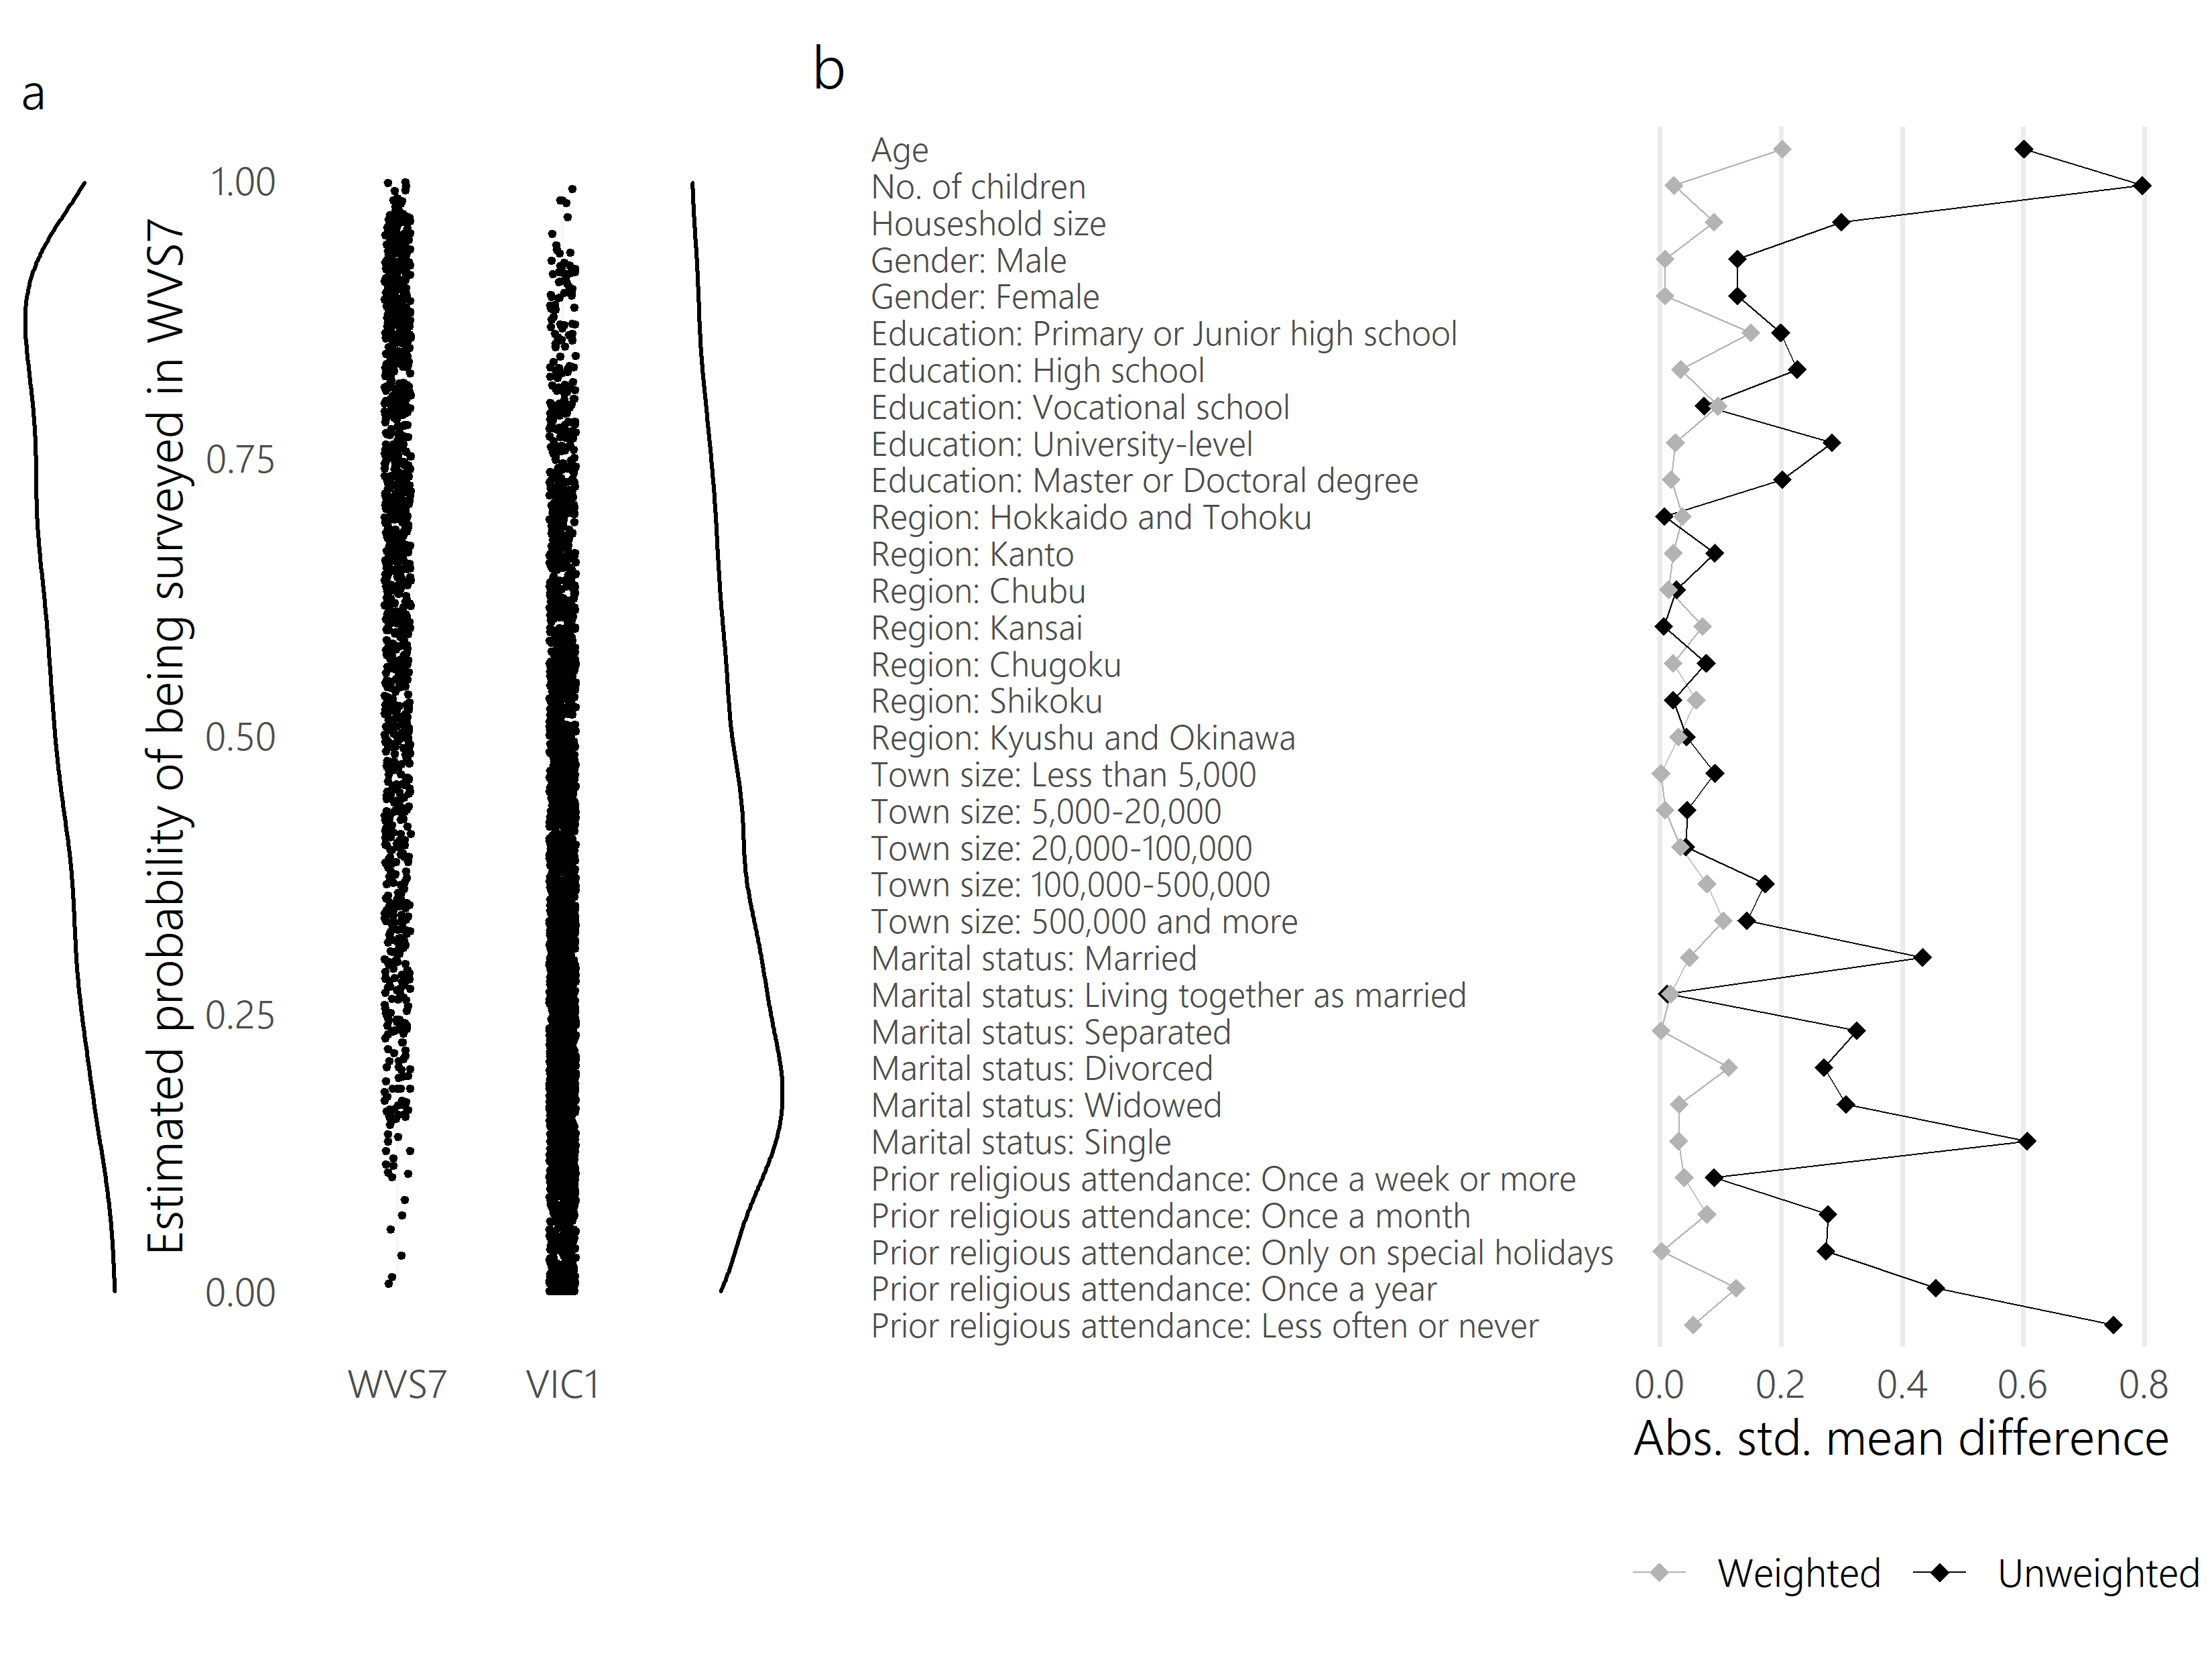 a
b
Estimated probability of being surveyed in WVS7
1.00
0.75
0.50
0.25
0.00
WVS7
VIC1
Age
No. of children
Househshold size
Gender: Male
Gender: Female
Education: Primary or Junior high school
Education: High school
Education: Vocational school
Education: University-level
Education: Master or Doctoral degree
Region: Hokkaido and Tohoku
Region: Kanto
Region: Chubu
Region: Kansai
Region: Chugoku
Region: Shikoku
Region: Kyushu and Okinawa
Town size: Less than 5,000
Town size: 5,000-20,000
Town size: 20,000-100,000
Town size: 100,000-500,000
Town size: 500,000 and more
Marital status: Married
Marital status: Living together as married
Marital status: Separated
Marital status: Divorced
Marital status: Widowed
Marital status: Single
Prior religious attendance: Once a week or more
Prior religious attendance: Once a month
Prior religious attendance: Only on special holidays
Prior religious attendance: Once a year
Prior religious attendance: Less often or never
0.0 0.2 0.4 0.6 0.8
Abs. std. mean difference
Weighted Unweighted